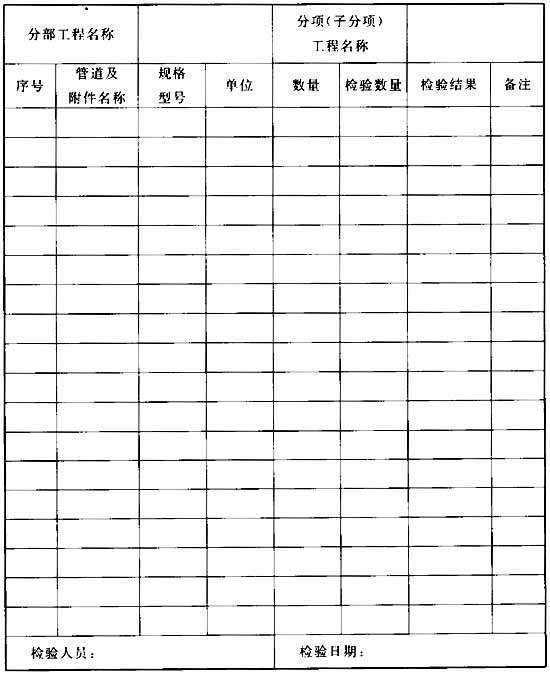 分部工程名称
分项(子分项)
工程名称
序号
管道及
附件名称
规格
型号
单位
数量
检验数量
检验结果
备注
检验人员：
检验日期：